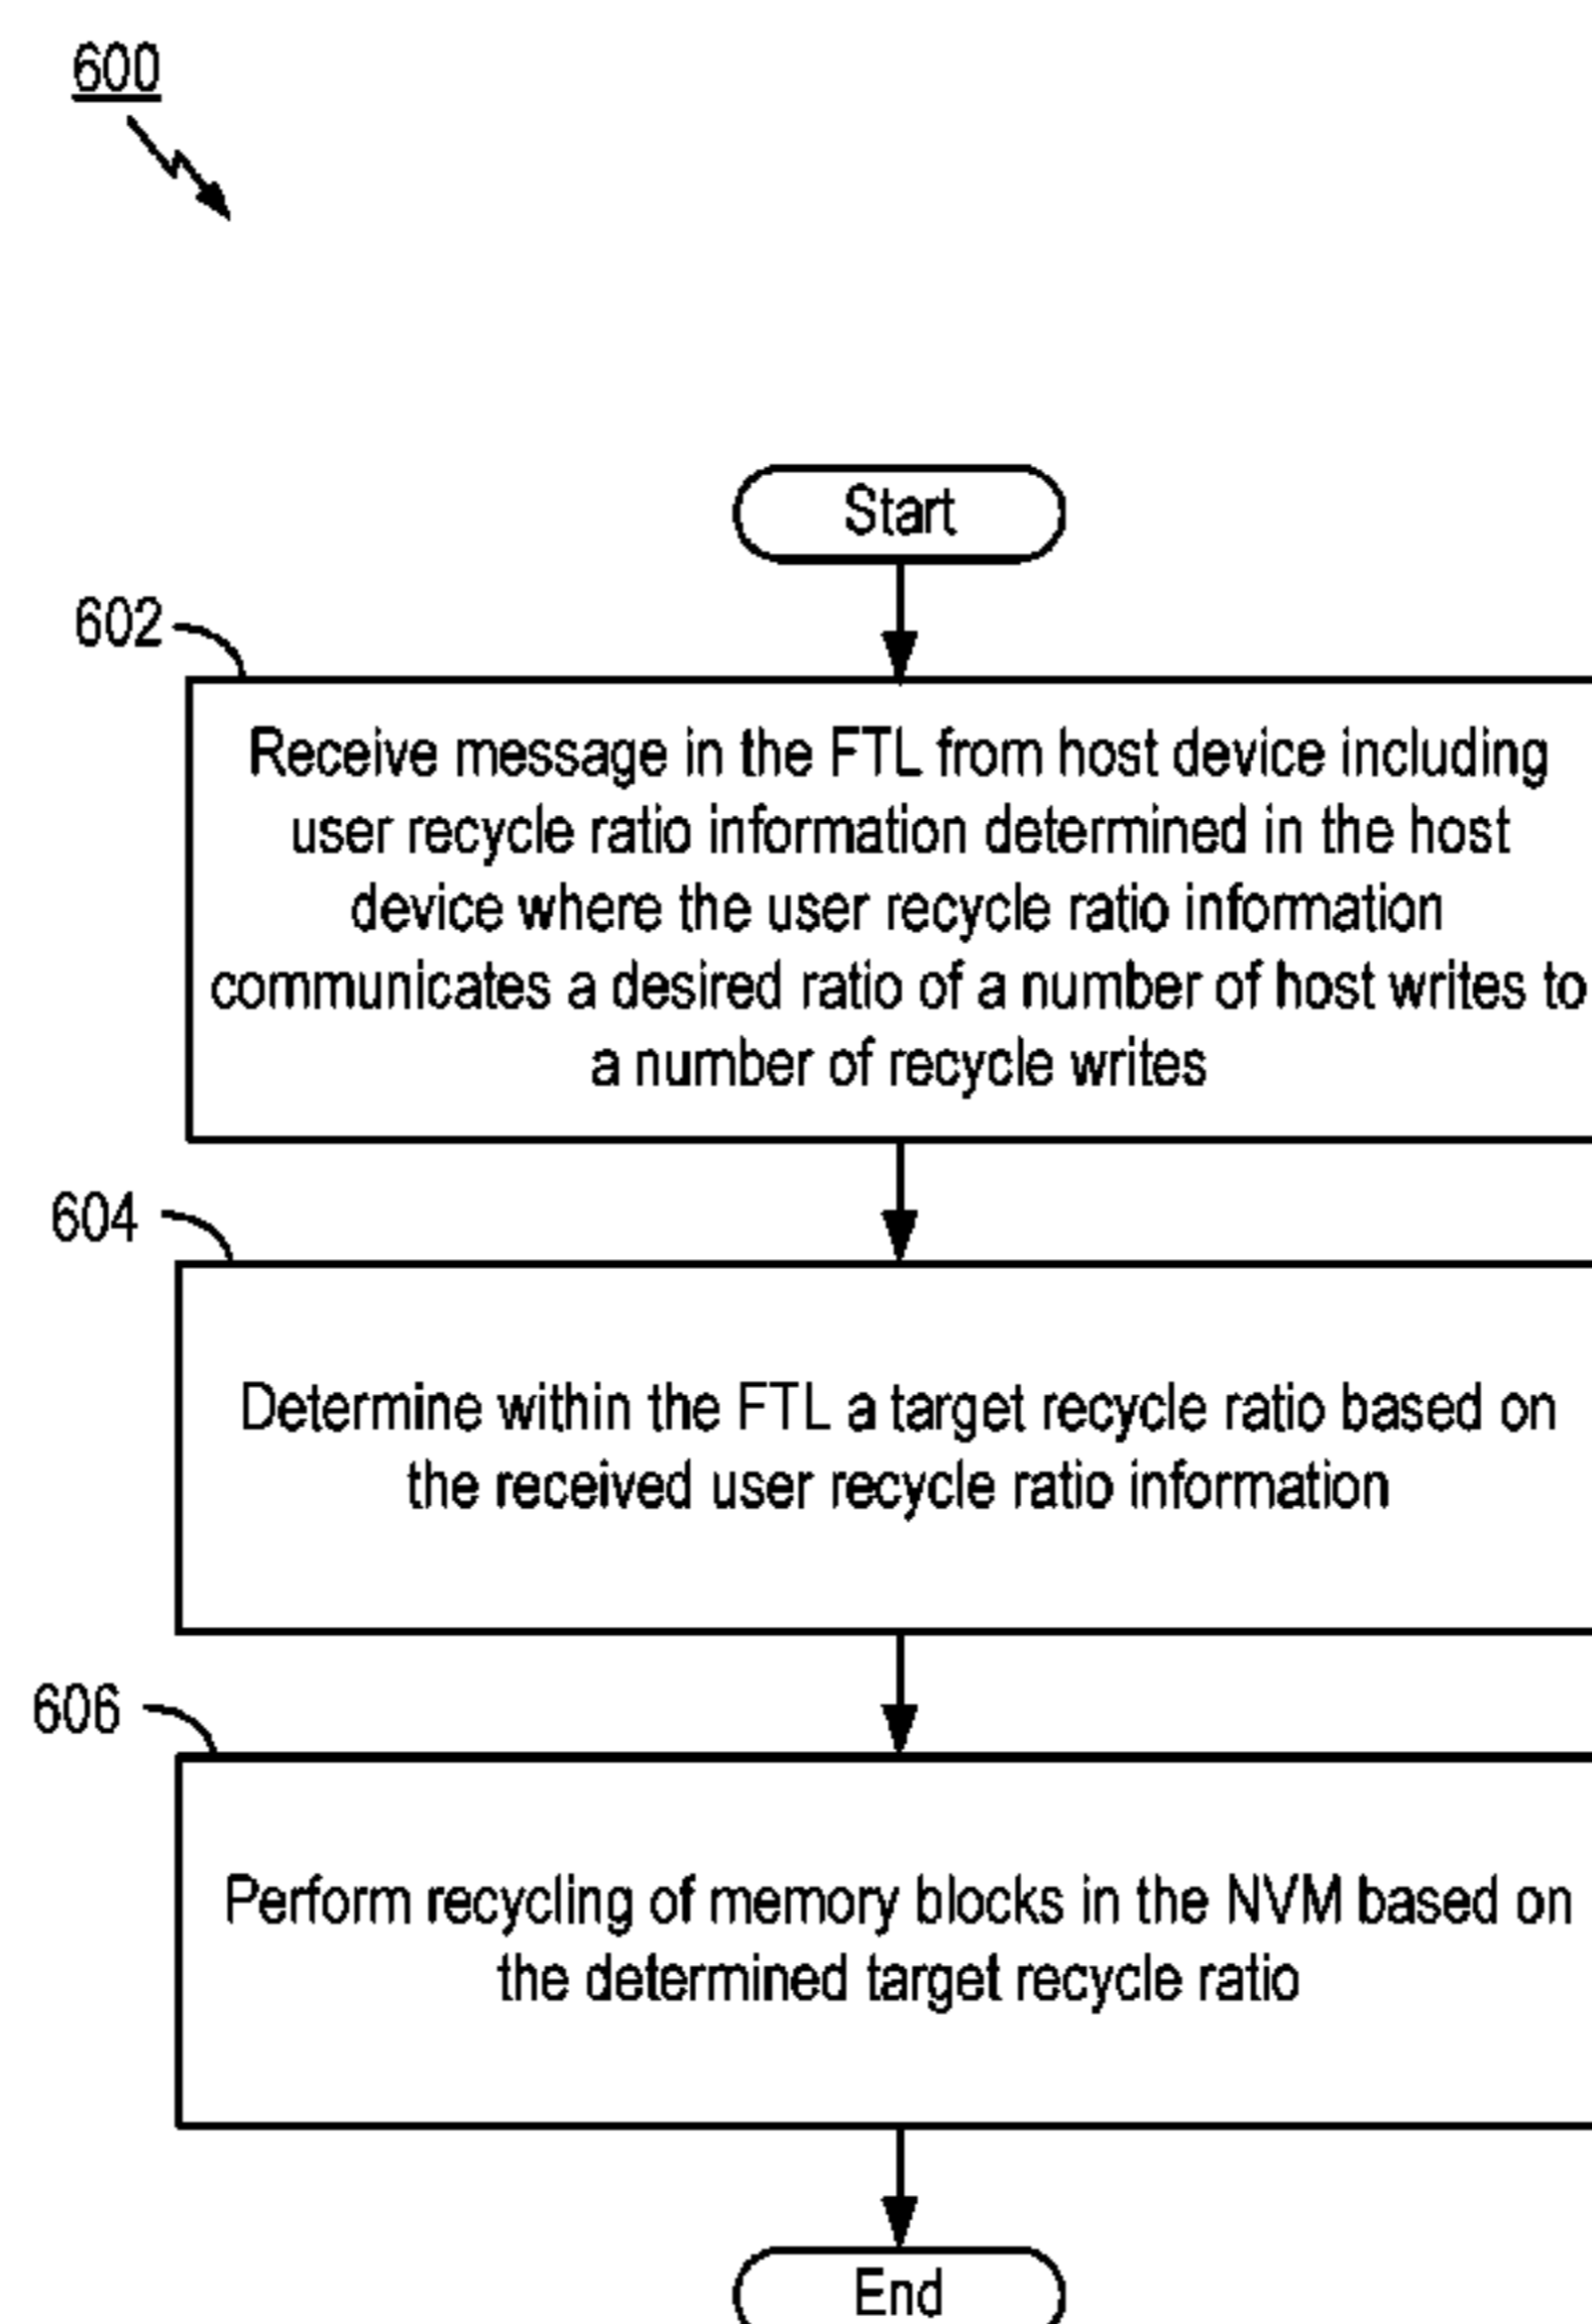 600
Start
602
Receive message in the FTL from host device including
user recycle ratio information determined in the host
device where the user recycle ratio information
communicates a desired ratio of a number of host writes to
a number of recycle writes
604
Determine within the FTL a target recycle ratio based on
the received user recycle ratio information
606
Perform recycling of memory blocks in the NVM based on
the determined target recycle ratio
End